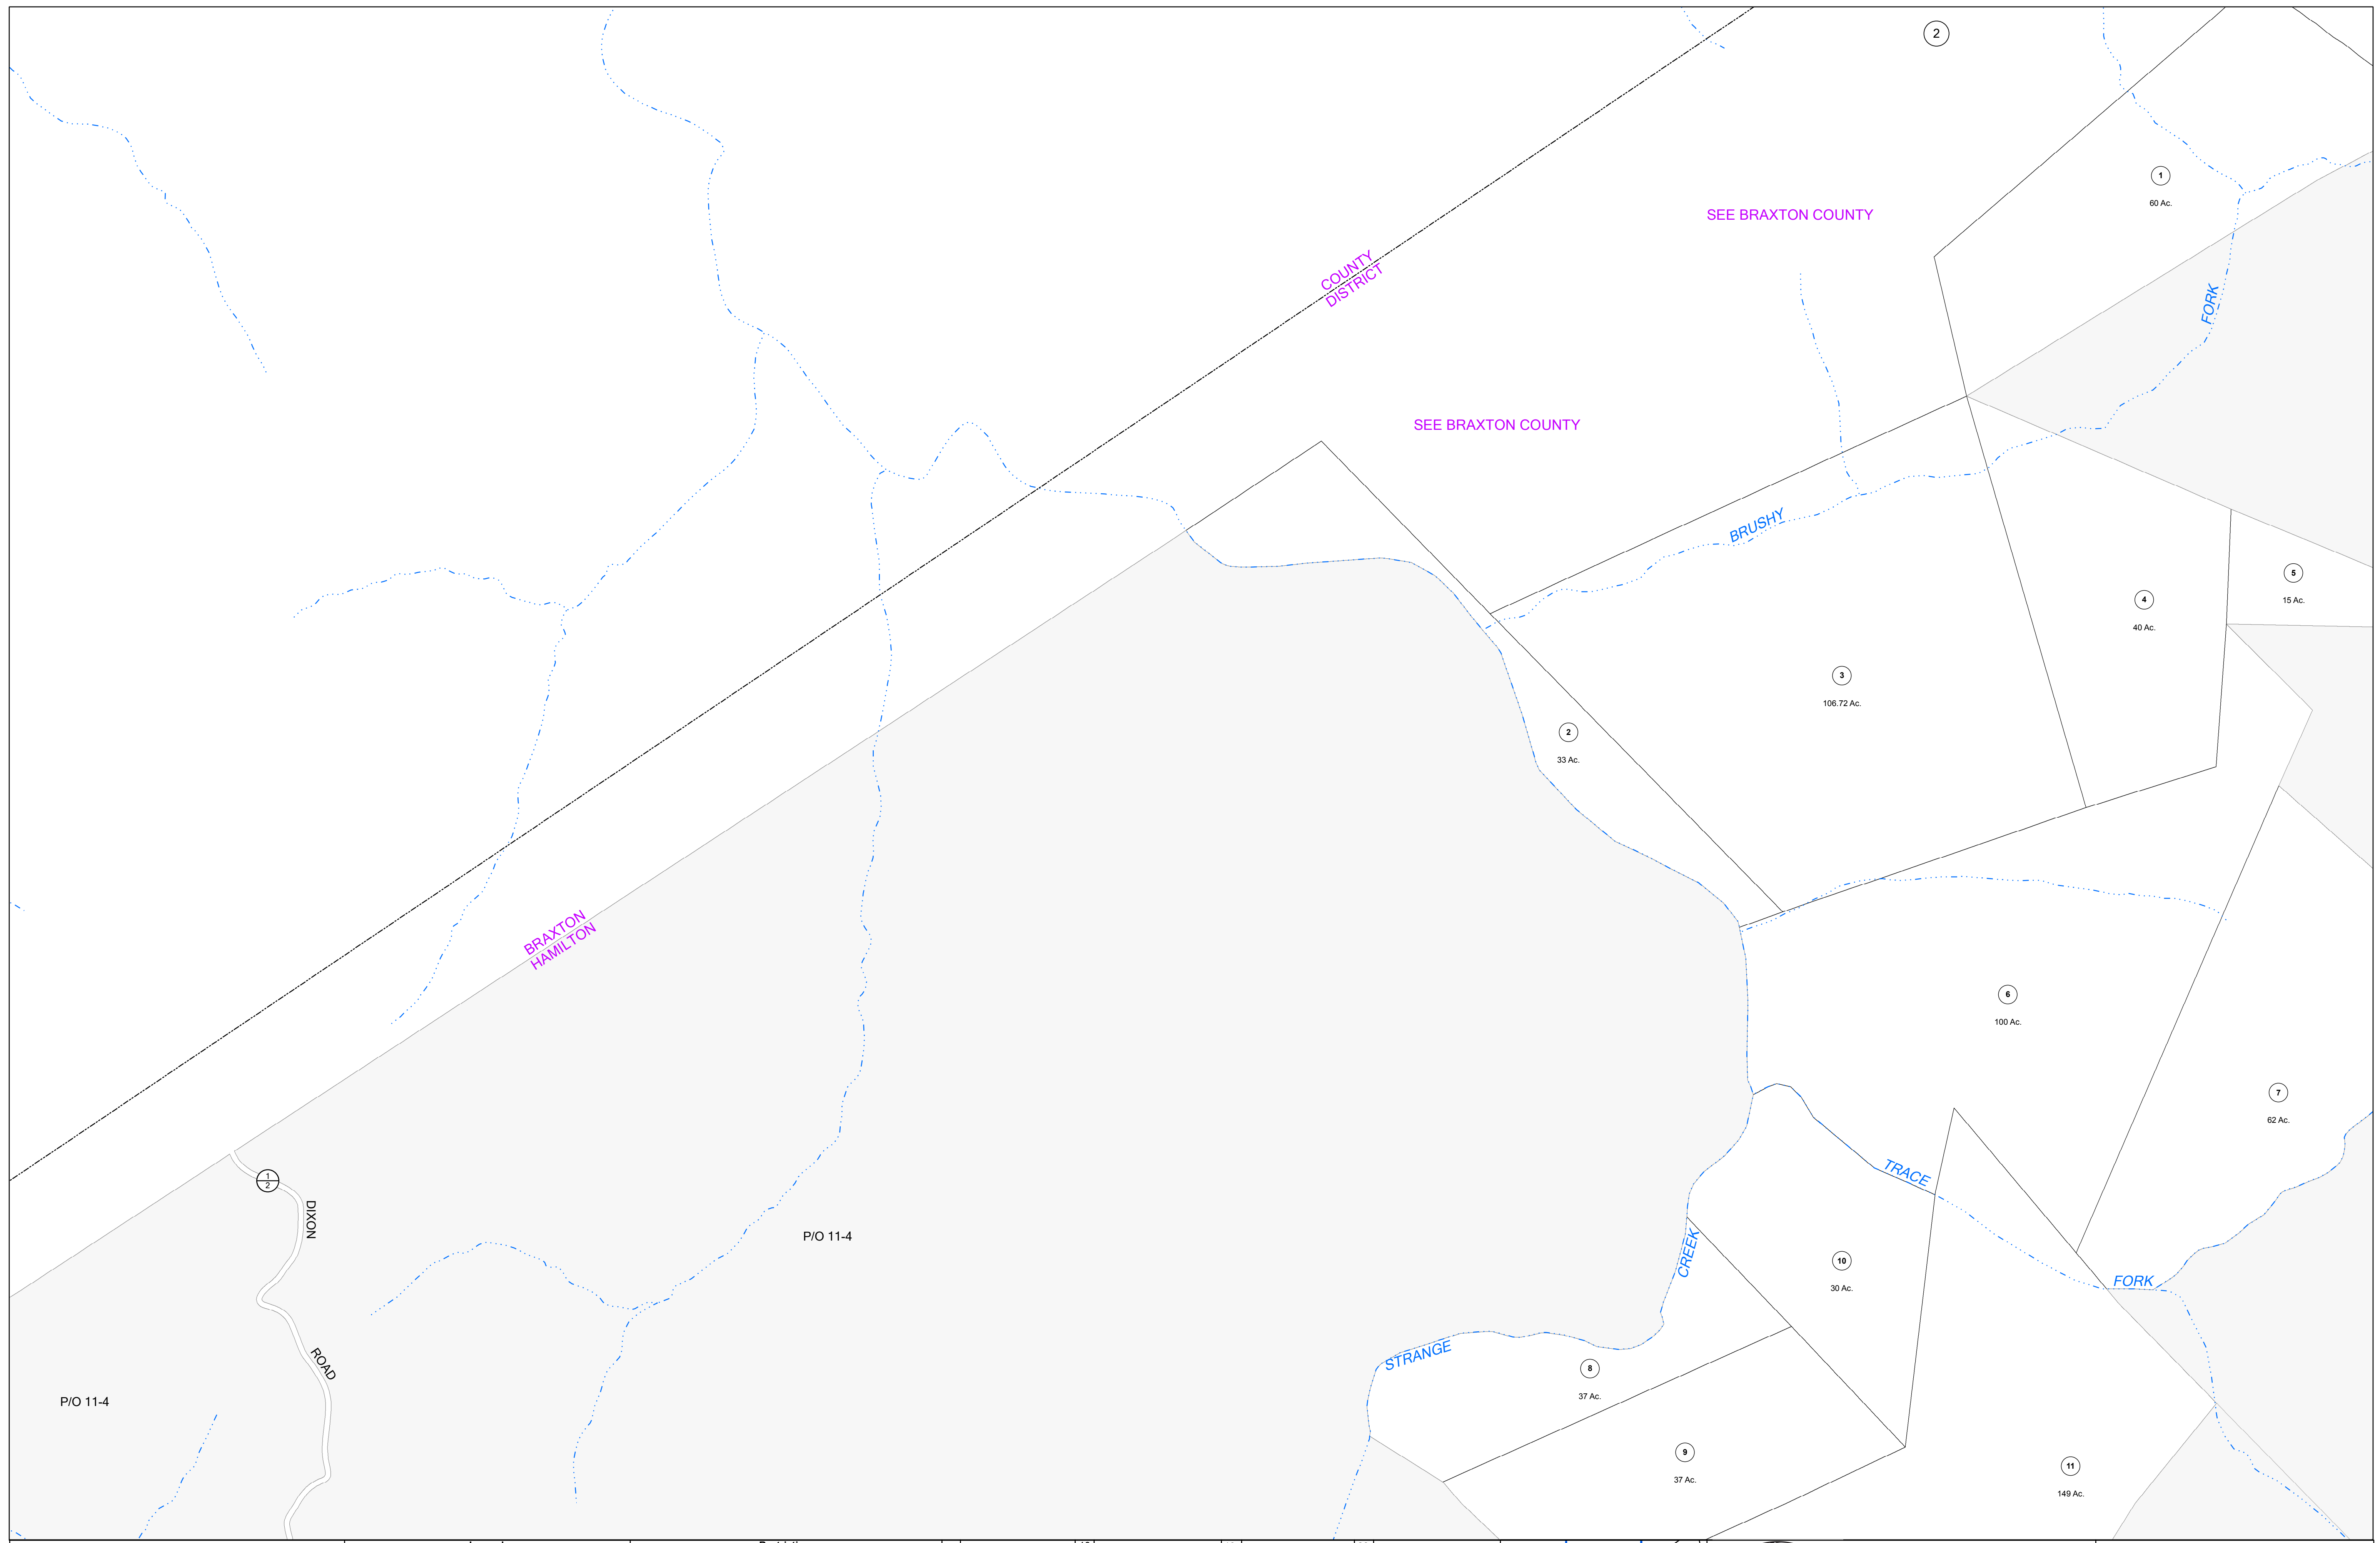 2
1
60 Ac.
SEE BRAXTON COUNTY
COUNTY
DISTRICT
FORK
SEE BRAXTON COUNTY
BRUSHY
5
15 Ac.
4
40 Ac.
3
106.72 Ac.
2
33 Ac.
BRAXTON
HAMILTON
6
100 Ac.
7
62 Ac.
1
2
DIXON
TRACE
P/O 11-4
CREEK
10
30 Ac.
FORK
ROAD
STRANGE
8
37 Ac.
P/O 11-4
9
37 Ac.
11
149 Ac.